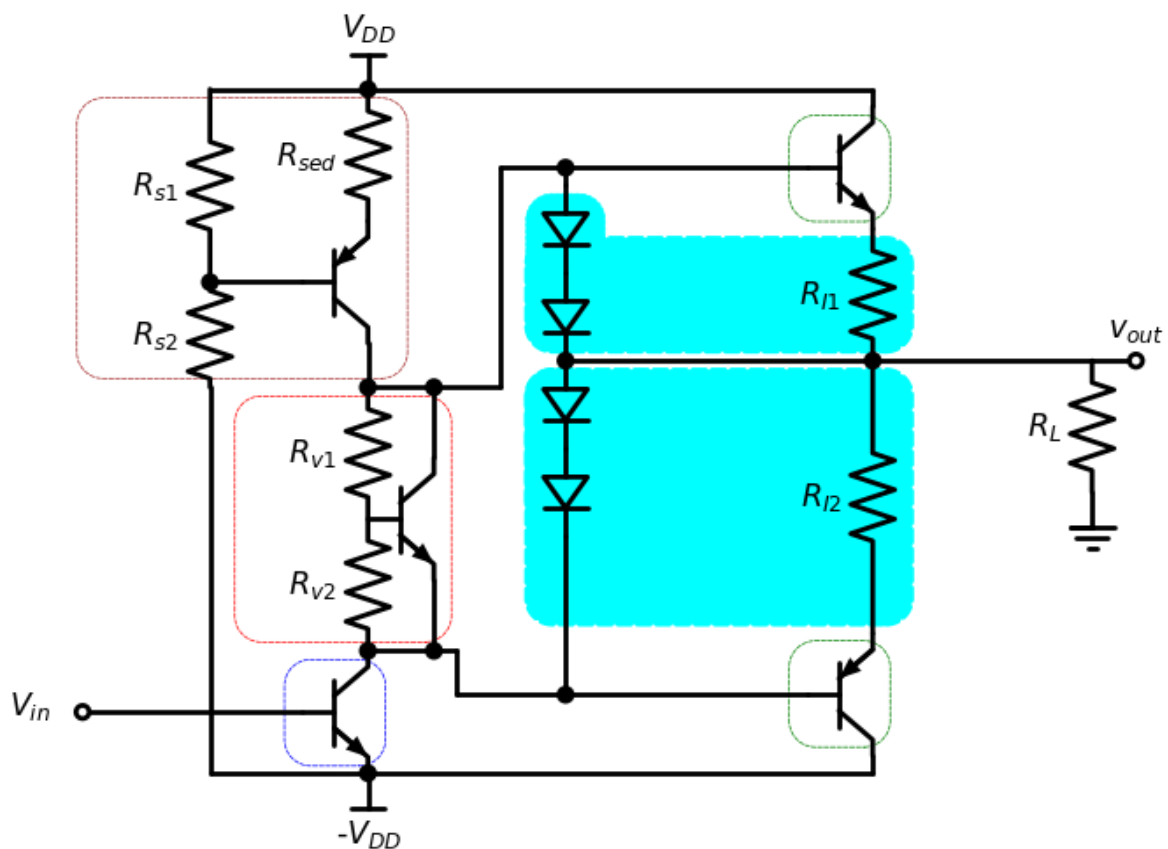 V_DD
R_sed
R_s1
R_s2
R_l1
v_out
R_L
R_v1
R_l2
R_v2
V_in
-V_DD